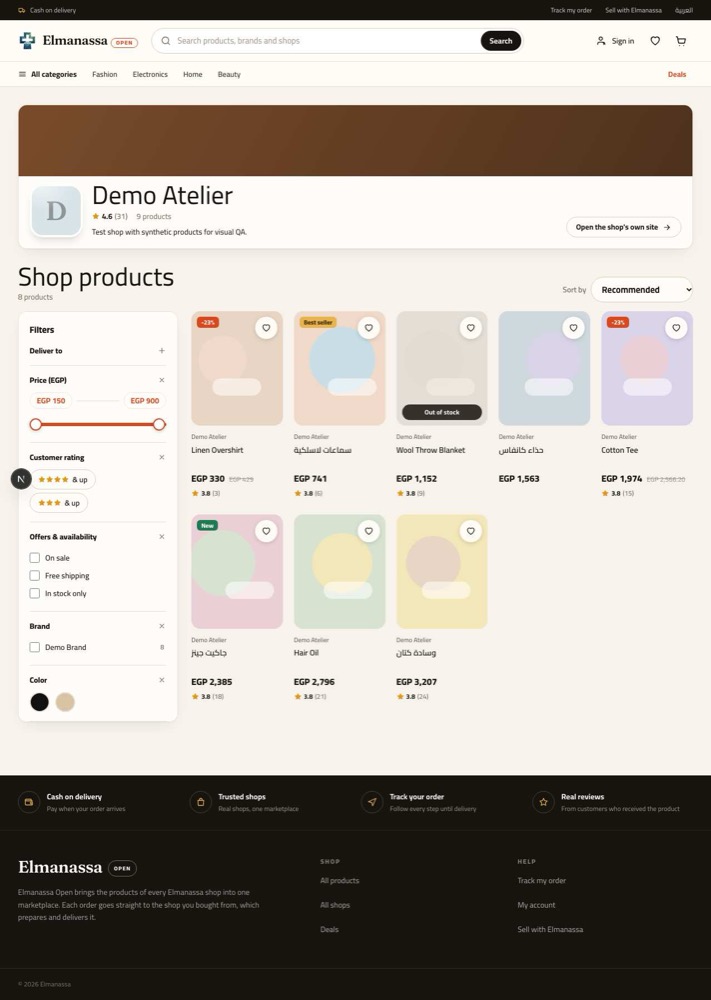 Cash on delivery
Track my order
Sell with Elmanassa
العربية
Elmanassa OPEN
Search products, brands and shops
Search
Sign in
All categories
Fashion
Electronics
Home
Beauty
Deals
D
Demo Atelier
4.6 (31) 9 products
Test shop with synthetic products for visual QA.
Open the shop's own site →
Shop products
8 products
Sort by
Recommended
Filters
Deliver to +
Price (EGP) ×
EGP 150
EGP 900
Customer rating ×
N
& up
& up
Offers & availability ×
On sale
Free shipping
In stock only
Brand ×
Demo Brand 8
Color ×
-23%
Demo Atelier
Linen Overshirt
EGP 330 EGP 429
3.8 (3)
Best seller
Demo Atelier
سماعات لاسلكية
EGP 741
3.8 (6)
Out of stock
Demo Atelier
Wool Throw Blanket
EGP 1,152
3.8 (9)
Demo Atelier
حذاء كانفاس
EGP 1,563
-23%
Demo Atelier
Cotton Tee
EGP 1,974 EGP 2,566.20
3.8 (15)
New
Demo Atelier
جاكيت جينز
EGP 2,385
3.8 (18)
Demo Atelier
Hair Oil
EGP 2,796
3.8 (21)
Demo Atelier
وسادة كتان
EGP 3,207
3.8 (24)
Cash on delivery
Pay when your order arrives
Trusted shops
Real shops, one marketplace
Track your order
Follow every step until delivery
Real reviews
From customers who received the product
Elmanassa OPEN
Elmanassa Open brings the products of every Elmanassa shop into one
marketplace. Each order goes straight to the shop you bought from, which
prepares and delivers it.
SHOP
All products
All shops
Deals
HELP
Track my order
My account
Sell with Elmanassa
© 2026 Elmanassa